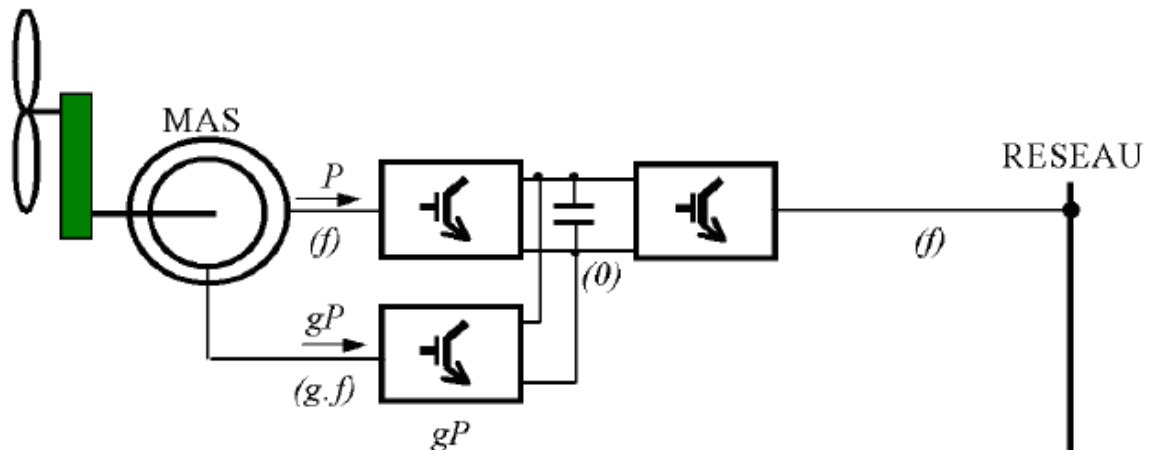 MAS
RESEAU
P
(f)
(f)
(0)
gP
(g.f)
gP